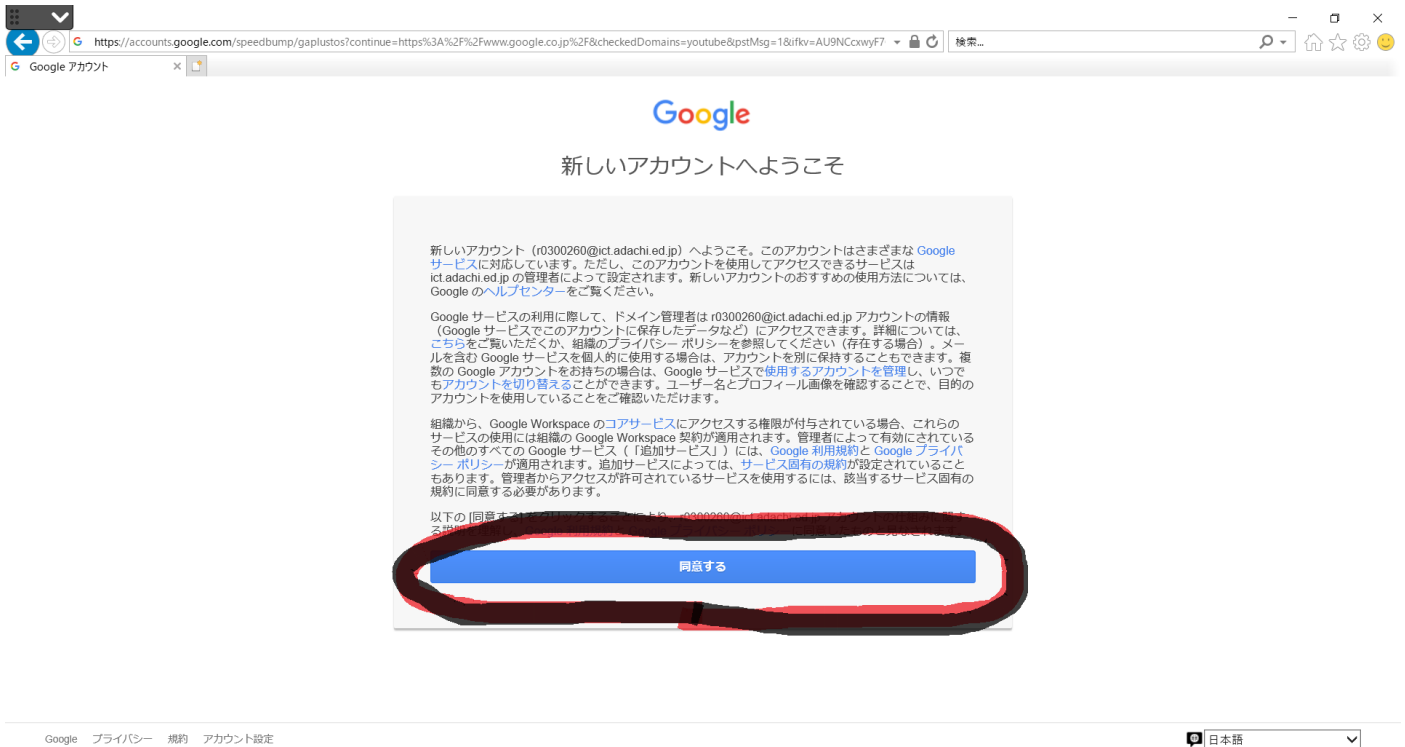 https://accounts.google.com/speedbump/gaplustos?continue=https%3A%2F%2Fwww.google.co.jp%2F&checkedDomains=youtube&pstMsg=1&ifkv=AU9NCcxwyF7
検索...
Google アカウント
Google
新しいアカウントへようこそ
新しいアカウント（r0300260@ict.adachi.ed.jp）へようこそ。このアカウントはさまざまな Google
サービスに対応しています。ただし、このアカウントを使用してアクセスできるサービスは
ict.adachi.ed.jp の管理者によって設定されます。新しいアカウントのおすすめの使用方法については、
Google のヘルプセンターをご覧ください。
Google サービスの利用に際して、ドメイン管理者は r0300260@ict.adachi.ed.jp アカウントの情報
（Google サービスでこのアカウントに保存したデータなど）にアクセスできます。詳細については、
こちらをご覧いただくか、組織のプライバシー ポリシーを参照してください（存在する場合）。メー
ルを含む Google サービスを個人的に使用する場合は、アカウントを別に保持することもできます。複
数の Google アカウントをお持ちの場合は、Google サービスで使用するアカウントを管理し、いつで
もアカウントを切り替えることができます。ユーザー名とプロフィール画像を確認することで、目的の
アカウントを使用していることをご確認いただけます。
組織から、Google Workspace のコアサービスにアクセスする権限が付与されている場合、これらの
サービスの使用には組織の Google Workspace 契約が適用されます。管理者によって有効にされている
その他のすべての Google サービス（「追加サービス」）には、Google 利用規約と Google プライバ
シー ポリシーが適用されます。追加サービスによっては、サービス固有の規約が設定されていること
もあります。管理者からアクセスが許可されているサービスを使用するには、該当するサービス固有の
規約に同意する必要があります。
以下の [同意する] をクリックすることにより、r0300260@ict.adachi.ed.jp アカウントの
同意する
Google プライバシー 規約 アカウント設定
日本語